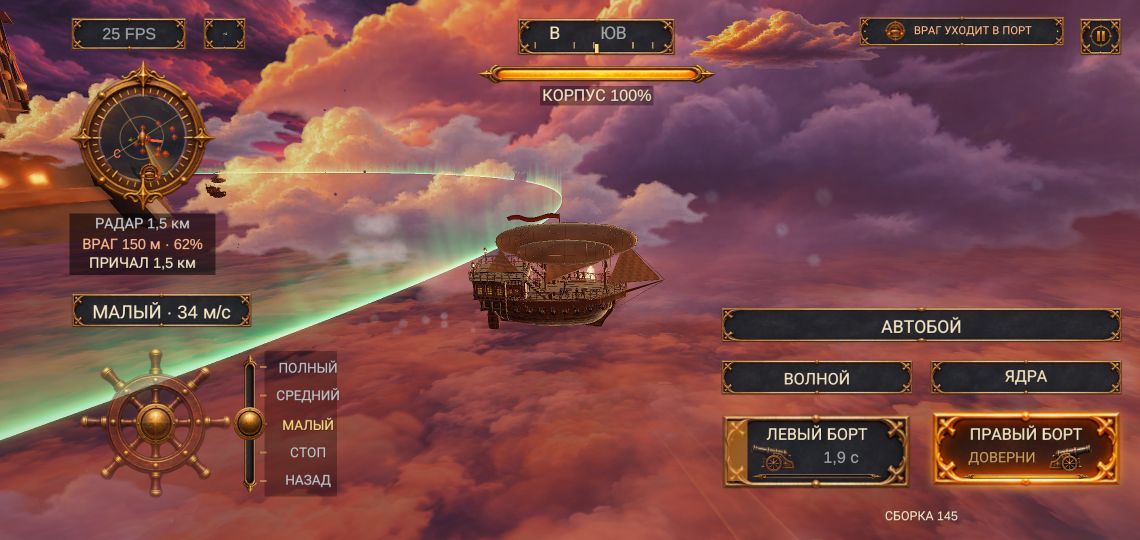 25 FPS
В ЮВ
ВРАГ УХОДИТ В ПОРТ
КОРПУС 100%
С
РАДАР 1,5 км
ВРАГ 150 м · 62%
ПРИЧАЛ 1,5 км
МАЛЫЙ · 34 м/с
ПОЛНЫЙ
СРЕДНИЙ
МАЛЫЙ
СТОП
НАЗАД
АВТОБОЙ
ВОЛНОЙ
ЯДРА
ЛЕВЫЙ БОРТ
1,9 с
ПРАВЫЙ БОРТ
ДОВЕРНИ
СБОРКА 145